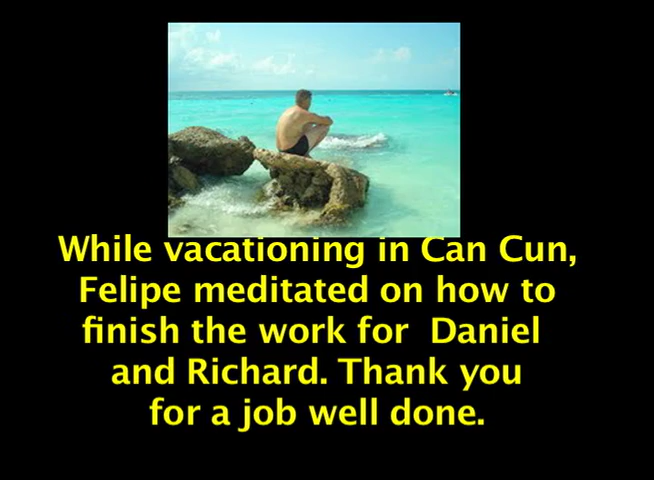 While vacationing in Can Cun,
Felipe meditated on how to
finish the work for  Daniel
and Richard. Thank you
for a job well done.